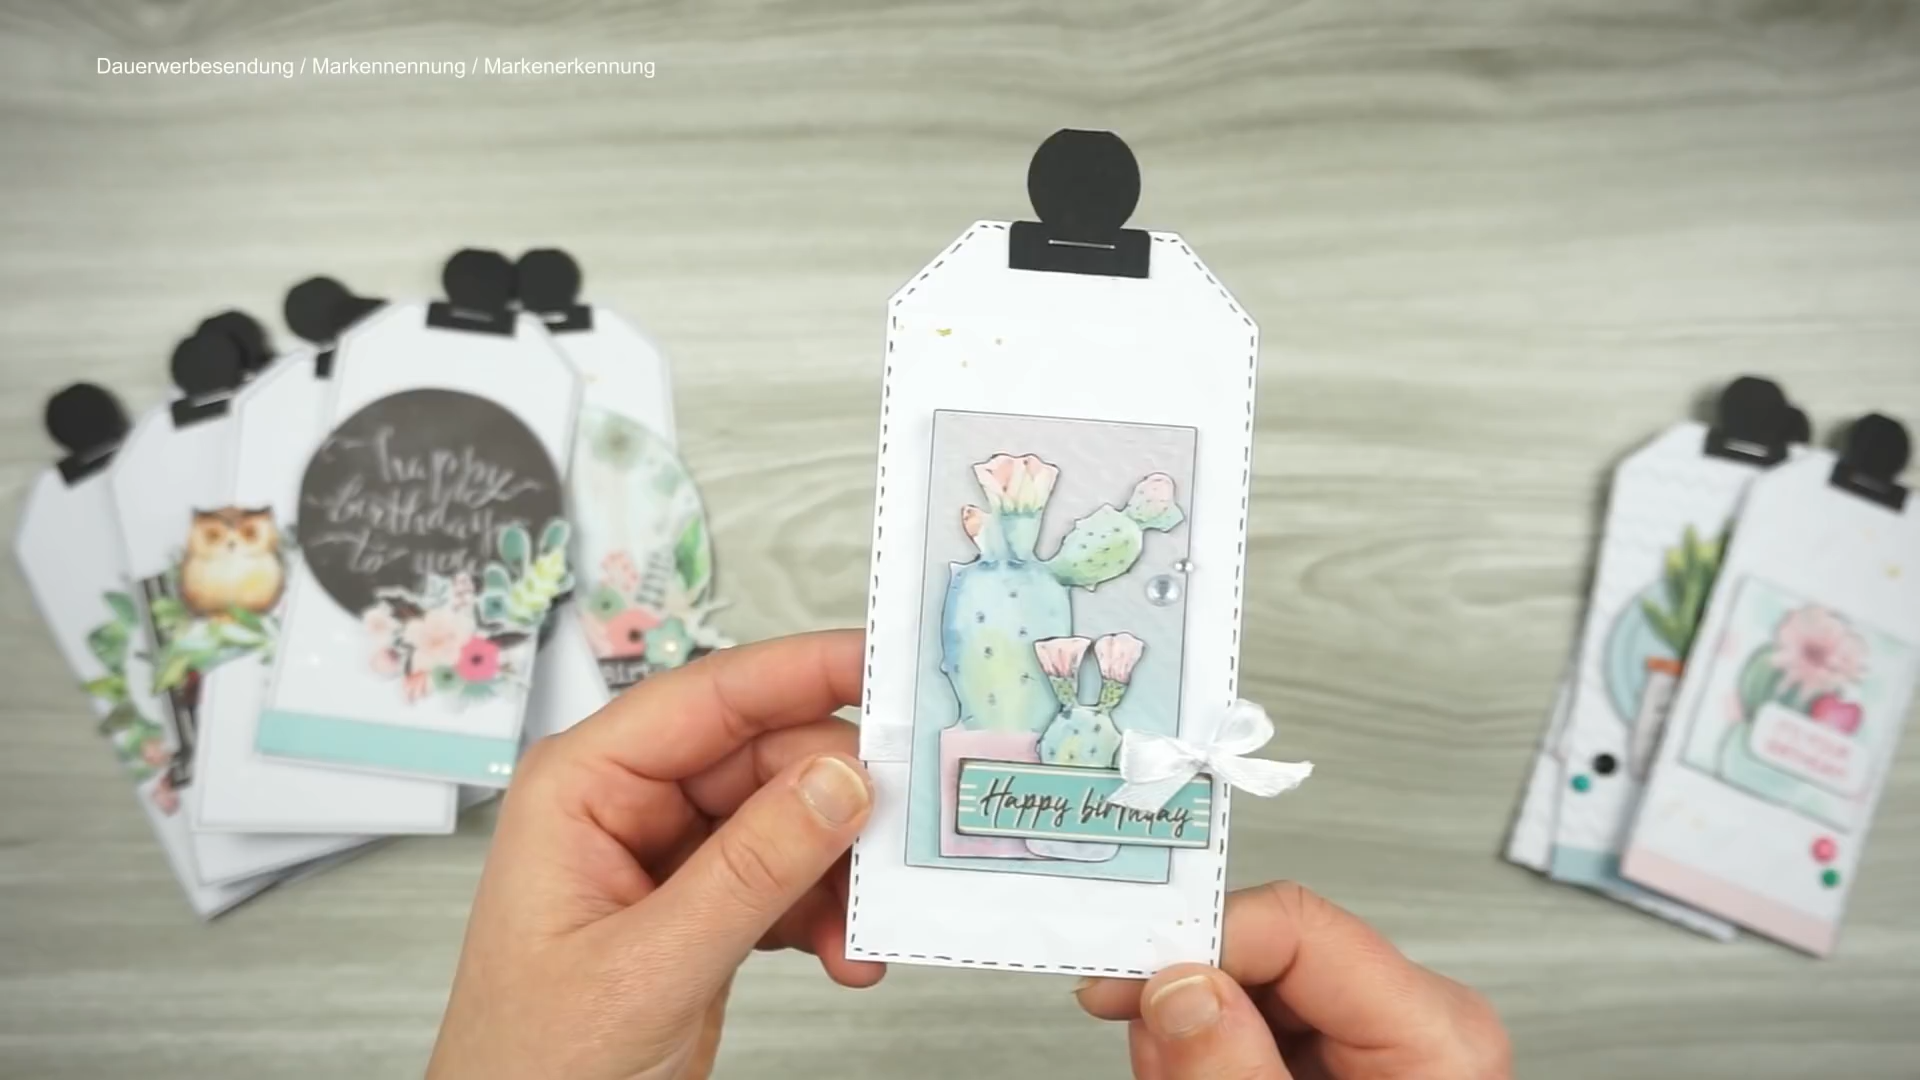 Dauerwerbesendung / Markennennung / Markenerkennung
happy
birthday
to you
Happy birthday